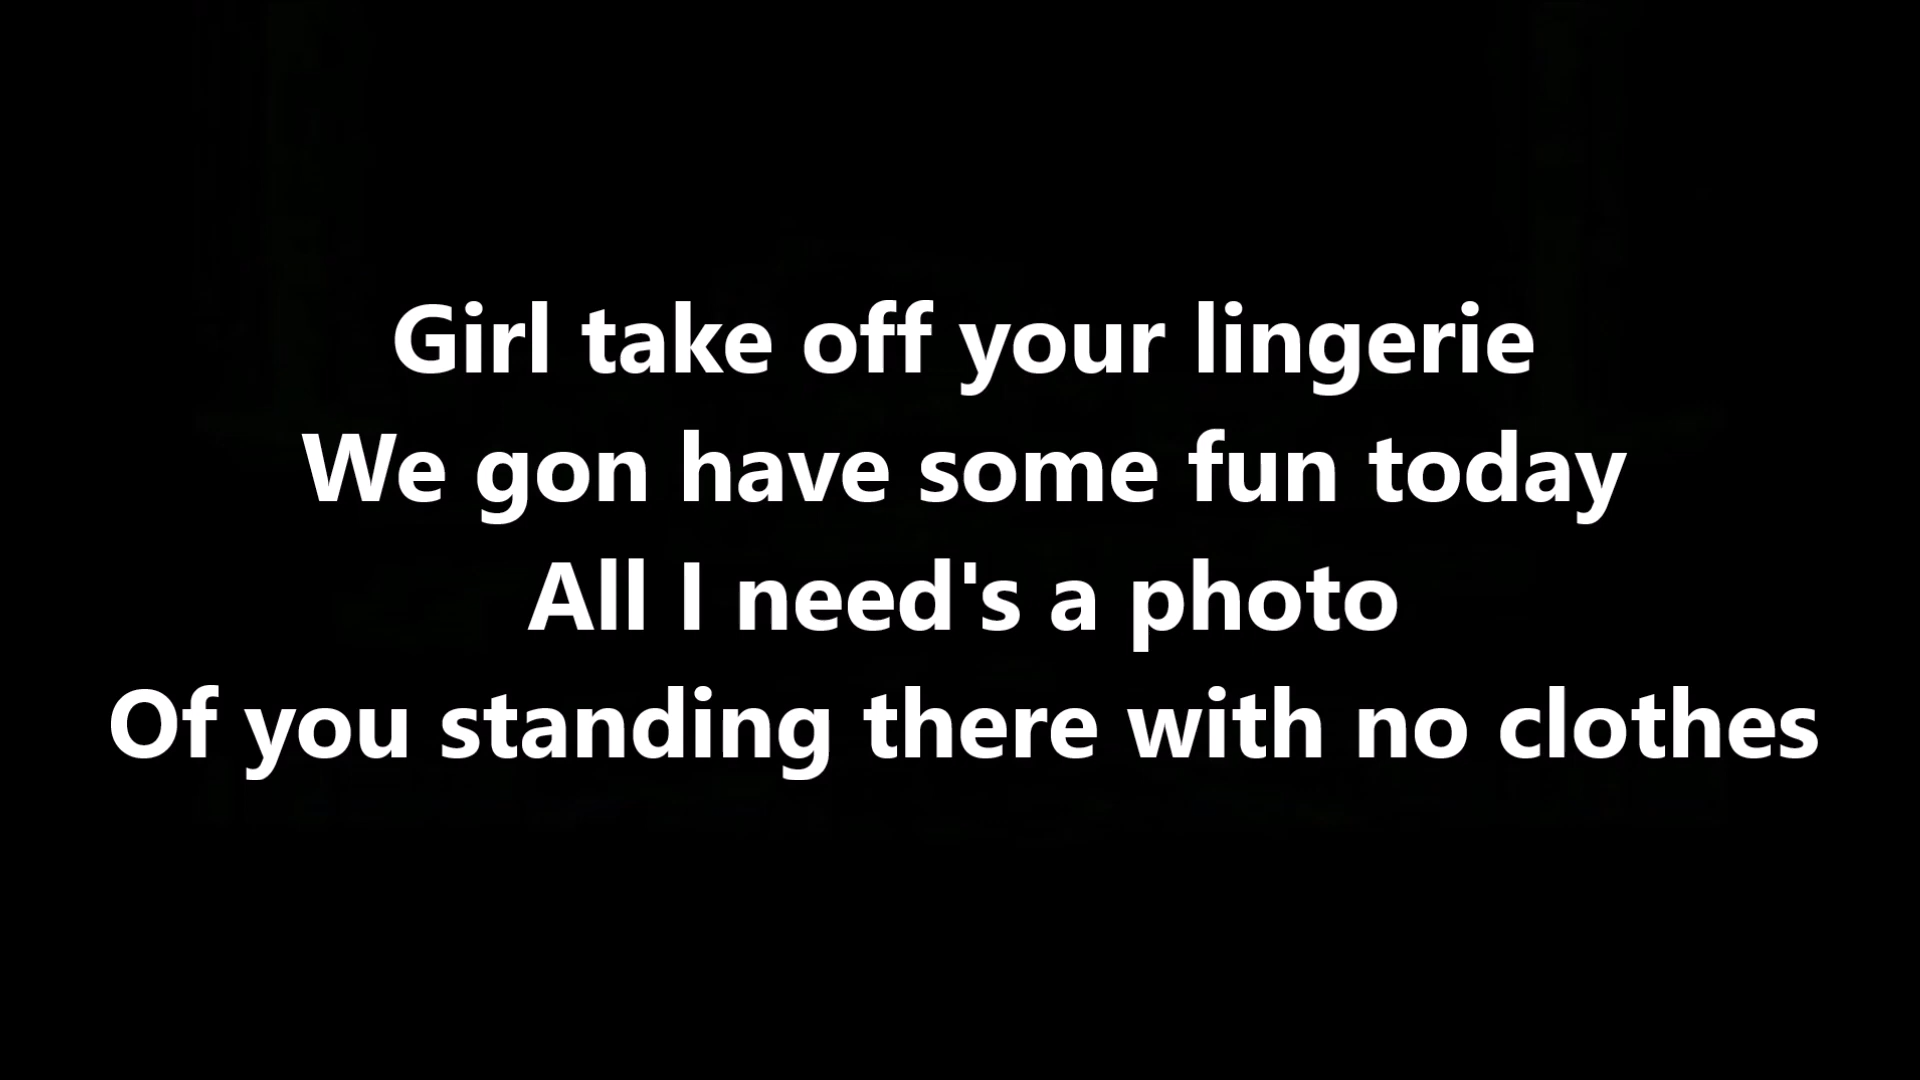 Girl take off your lingerie
We gon have some fun today
All I need's a photo
Of you standing there with no clothes